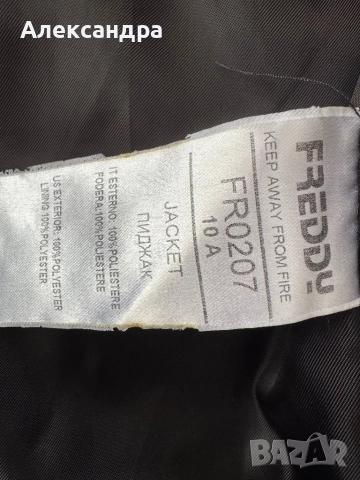 Александра
FREDDY
KEEP AWAY FROM FIRE
FR0207
10 A
JACKET
ПИДЖАК
IT ESTERNO: 100% POLIESTERE
FODERA: 100% POLIESTERE
US EXTERIOR: 100% POLYESTER
LINING: 100% POLYESTER
BAZAR